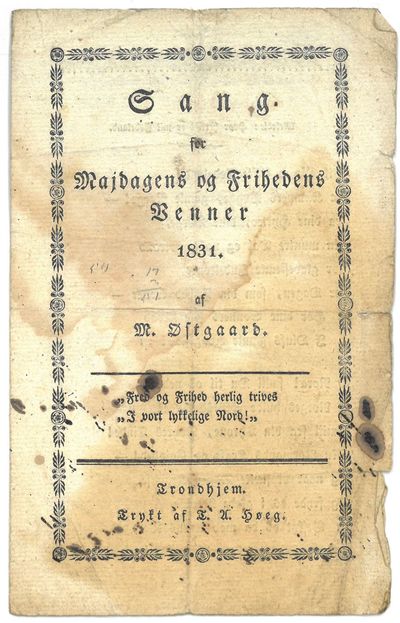 Sang
for
Majdagens og Frihedens
Venner
1831.
af
M. Østgaard.
„Fred og Frihed herlig trives
„I vort lykkelige Nord!„
Trondhjem.
Trykt af T. A. Høeg.